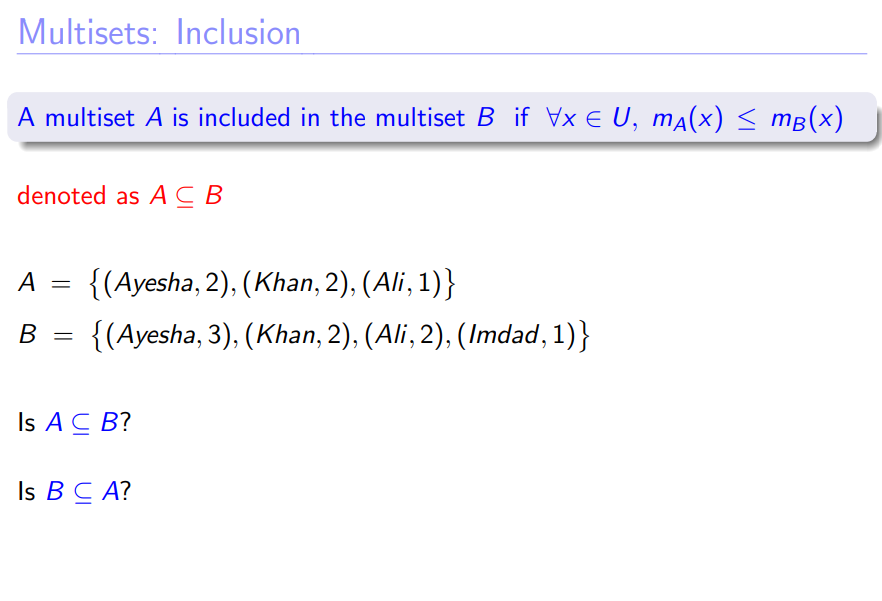 Multisets: Inclusion
A multiset A is included in the multiset B if ∀x ∈ U, m_A(x) ≤ m_B(x)
denoted as A ⊆ B
A = {(Ayesha, 2), (Khan, 2), (Ali, 1)}
B = {(Ayesha, 3), (Khan, 2), (Ali, 2), (Imdad, 1)}
Is A ⊆ B?
Is B ⊆ A?